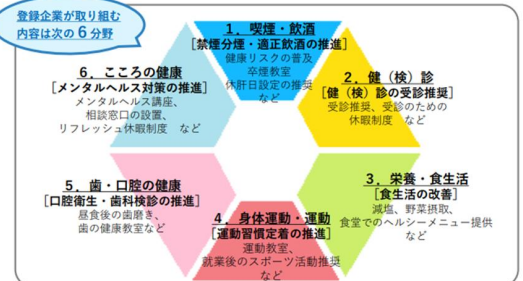 登録企業が取り組む
内容は次の6分野
1．喫煙・飲酒
[禁煙分煙・適正飲酒の推進]
健康リスクの普及
卒煙教室
休肝日設定の推奨
など
2．健（検）診
[健（検）診の受診推奨]
受診推奨、受診のための
休暇制度　など
3．栄養・食生活
[食生活の改善]
減塩、野菜摂取、
食堂でのヘルシーメニュー提供
など
4．身体運動・運動
[運動習慣定着の推進]
運動教室、
就業後のスポーツ活動推奨
など
5．歯・口腔の健康
[口腔衛生・歯科検診の推進]
昼食後の歯磨き、
歯の健康教室など
6．こころの健康
[メンタルヘルス対策の推進]
メンタルヘルス講座、
相談窓口の設置、
リフレッシュ休暇制度　など